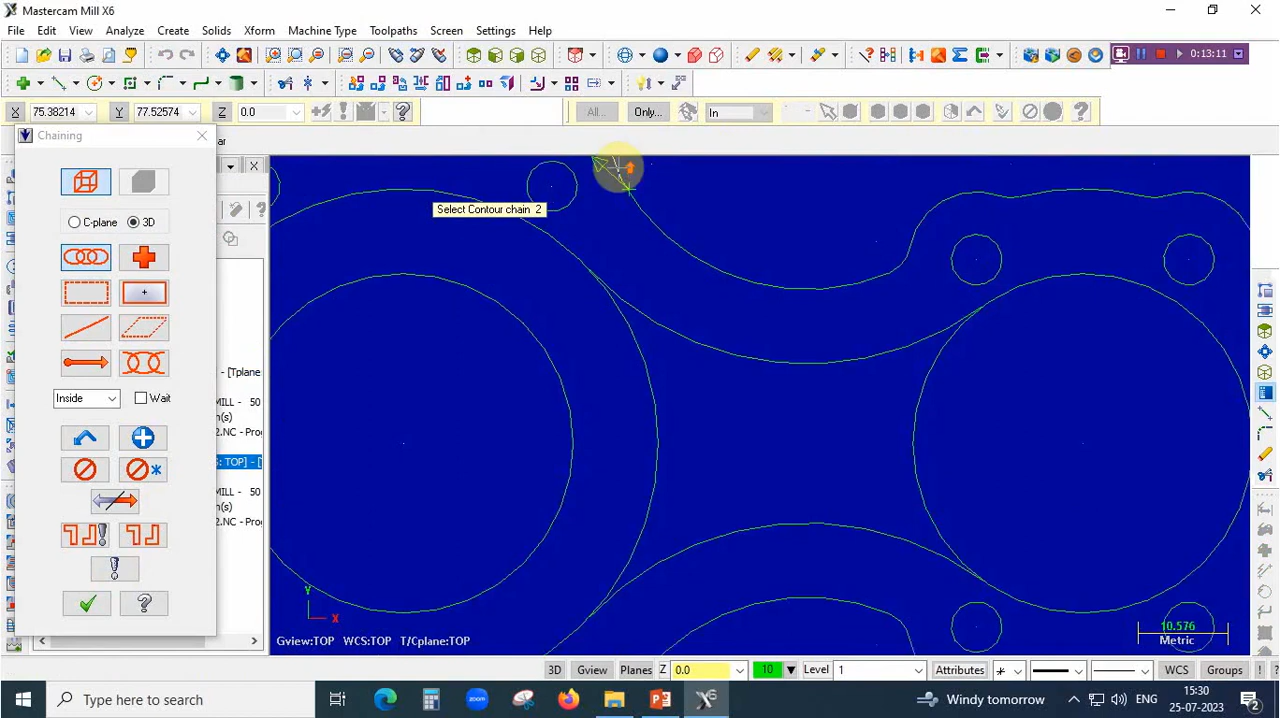 Mastercam Mill X6
File Edit View Analyze Create Solids Xform Machine Type Toolpaths Screen Settings Help
0:13:11
X 75.38214 Y 77.52574 Z 0.0 All... Only... In
Chaining
ar
Select Contour chain 2
C-plane 3D
- [Tplane
MILL - 50
n(s)
2.NC - Prog
Inside Wait
S: TOP] - [
MILL - 50
n(s)
2.NC - Prog
Y
X
Gview:TOP WCS:TOP T/Cplane:TOP
10.576
Metric
3D Gview Planes Z 0.0 10 Level 1 Attributes WCS Groups
Type here to search
Windy tomorrow
ENG
15:30
25-07-2023
2